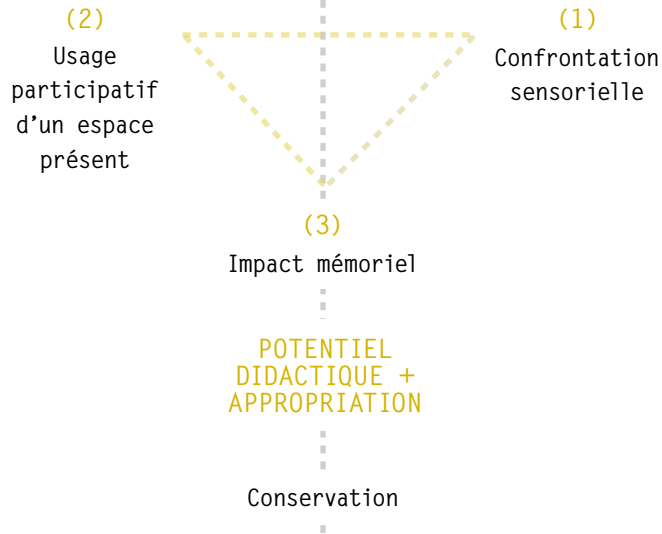 (2)
Usage
participatif
d'un espace
présent
(1)
Confrontation
sensorielle
(3)
Impact mémoriel
POTENTIEL
DIDACTIQUE +
APPROPRIATION
Conservation